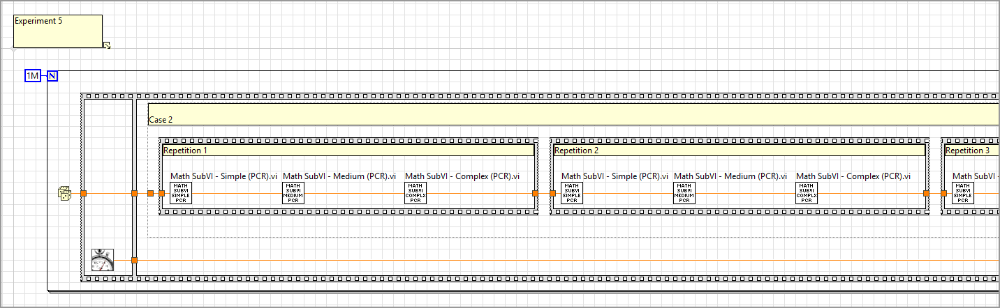 Experiment 5
1M N
Case 2
Repetition 1
Repetition 2
Repetition 3
Math SubVI - Simple (PCR).vi
Math SubVI - Medium (PCR).vi
Math SubVI - Complex (PCR).vi
Math SubVI - Simple (PCR).vi
Math SubVI - Medium (PCR).vi
Math SubVI - Complex (PCR).vi
Math SubVI -
MATH
SUBVI
SIMPLE
PCR
MATH
SUBVI
MEDIUM
PCR
MATH
SUBVI
COMPLX
PCR
MATH
SUBVI
SIMPLE
PCR
MATH
SUBVI
MEDIUM
PCR
MATH
SUBVI
COMPLX
PCR
MATH
SUBVI
SIMPLE
PCR